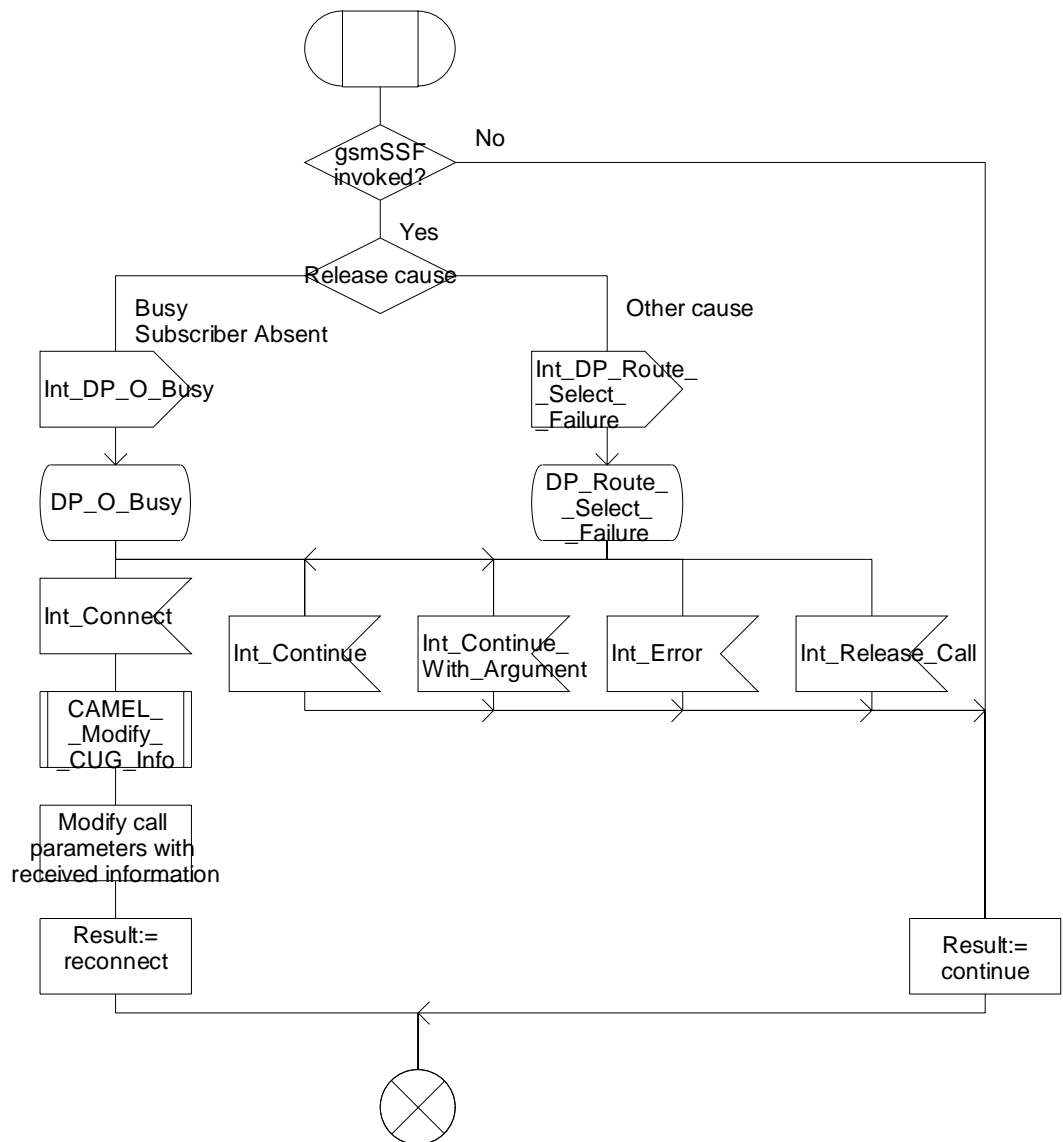 gsmSSF
invoked?
No
Yes
Release cause
Busy
Subscriber Absent
Other cause
Int_DP_O_Busy
Int_DP_Route_
_Select_
_Failure
DP_O_Busy
DP_Route_
_Select_
_Failure
Int_Connect
Int_Continue
Int_Continue_
With_Argument
Int_Error
Int_Release_Call
CAMEL_
_Modify_
_CUG_Info
Modify call
parameters with
received information
Result:=
reconnect
Result:=
continue